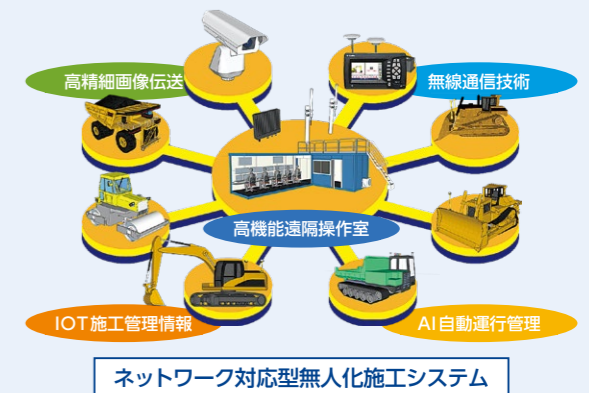 高精細画像伝送
無線通信技術
高機能遠隔操作室
IOT施工管理情報
AI自動運行管理
ネットワーク対応型無人化施工システム